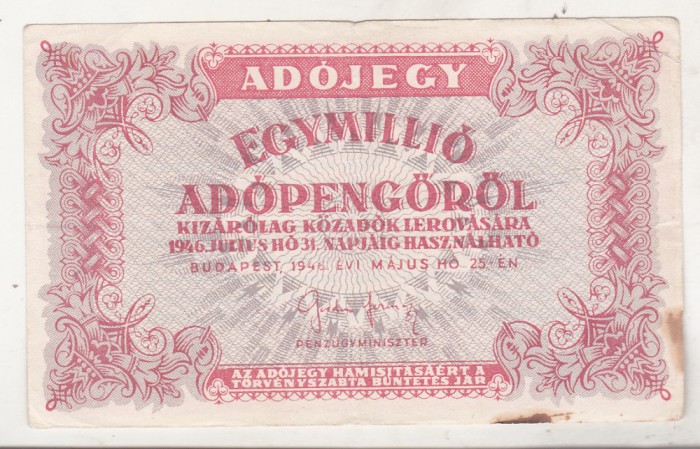 ADÓJEGY
EGYMILLIÓ
ADÓPENGŐRŐL
KIZÁRÓLAG KÖZADÓK LEROVÁSÁRA
1946. JÚLIUS HÓ 31. NAPJÁIG HASZNÁLHATÓ
BUDAPEST, 1946. ÉVI MÁJUS HÓ 25-ÉN
PÉNZÜGYMINISZTER
AZ ADÓJEGY HAMISITÁSÁÉRT A
TÖRVÉNYSZABTA BÜNTETÉS JÁR